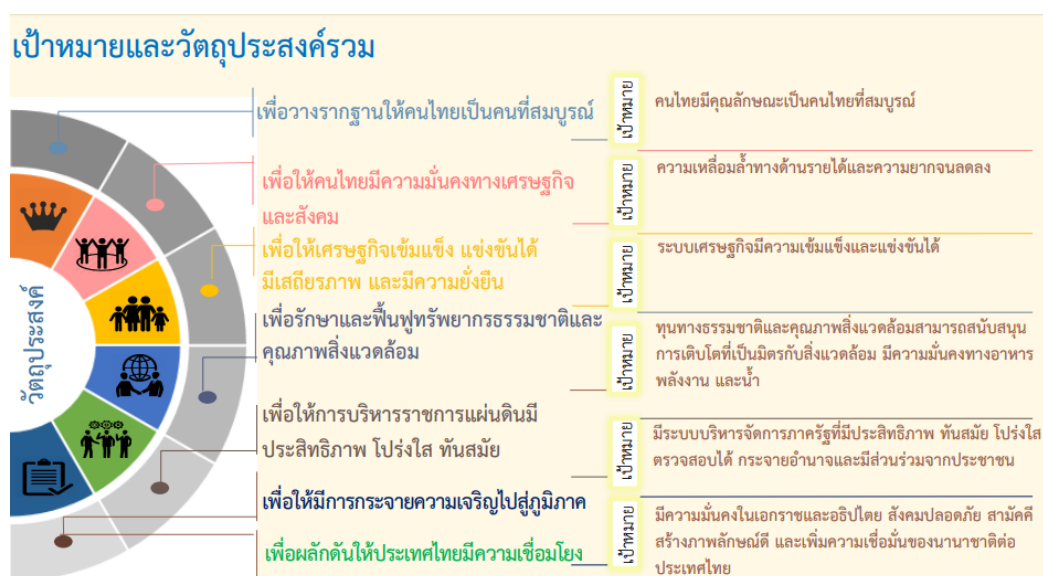 เป้าหมายและวัตถุประสงค์รวม
วัตถุประสงค์
เพื่อวางรากฐานให้คนไทยเป็นคนที่สมบูรณ์
เป้าหมาย
คนไทยมีคุณลักษณะเป็นคนไทยที่สมบูรณ์
เพื่อให้คนไทยมีความมั่นคงทางเศรษฐกิจ
และสังคม
เป้าหมาย
ความเหลื่อมล้ำทางด้านรายได้และความยากจนลดลง
เพื่อให้เศรษฐกิจเข้มแข็ง แข่งขันได้
มีเสถียรภาพ และมีความยั่งยืน
เป้าหมาย
ระบบเศรษฐกิจมีความเข้มแข็งและแข่งขันได้
เพื่อรักษาและฟื้นฟูทรัพยากรธรรมชาติและ
คุณภาพสิ่งแวดล้อม
เป้าหมาย
ทุนทางธรรมชาติและคุณภาพสิ่งแวดล้อมสามารถสนับสนุน
การเติบโตที่เป็นมิตรกับสิ่งแวดล้อม มีความมั่นคงทางอาหาร
พลังงาน และน้ำ
เพื่อให้การบริหารราชการแผ่นดินมี
ประสิทธิภาพ โปร่งใส ทันสมัย
เป้าหมาย
มีระบบบริหารจัดการภาครัฐที่มีประสิทธิภาพ ทันสมัย โปร่งใส
ตรวจสอบได้ กระจายอำนาจและมีส่วนร่วมจากประชาชน
เพื่อให้มีการกระจายความเจริญไปสู่ภูมิภาค
เพื่อผลักดันให้ประเทศไทยมีความเชื่อมโยง
เป้าหมาย
มีความมั่นคงในเอกราชและอธิปไตย สังคมปลอดภัย สามัคคี
สร้างภาพลักษณ์ดี และเพิ่มความเชื่อมั่นของนานาชาติต่อ
ประเทศไทย